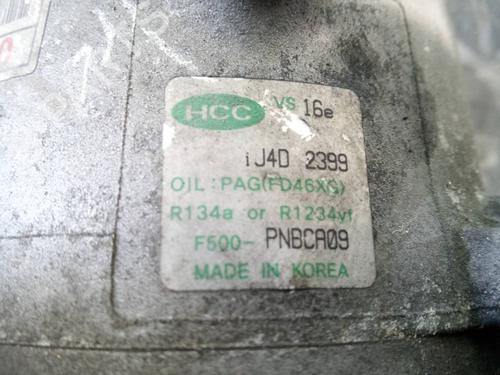 HCC VS 16e
iJ4D 2399
OIL:PAG(FD46XG)
R134a or R1234yf
F500- PNBCA09
MADE IN KOREA